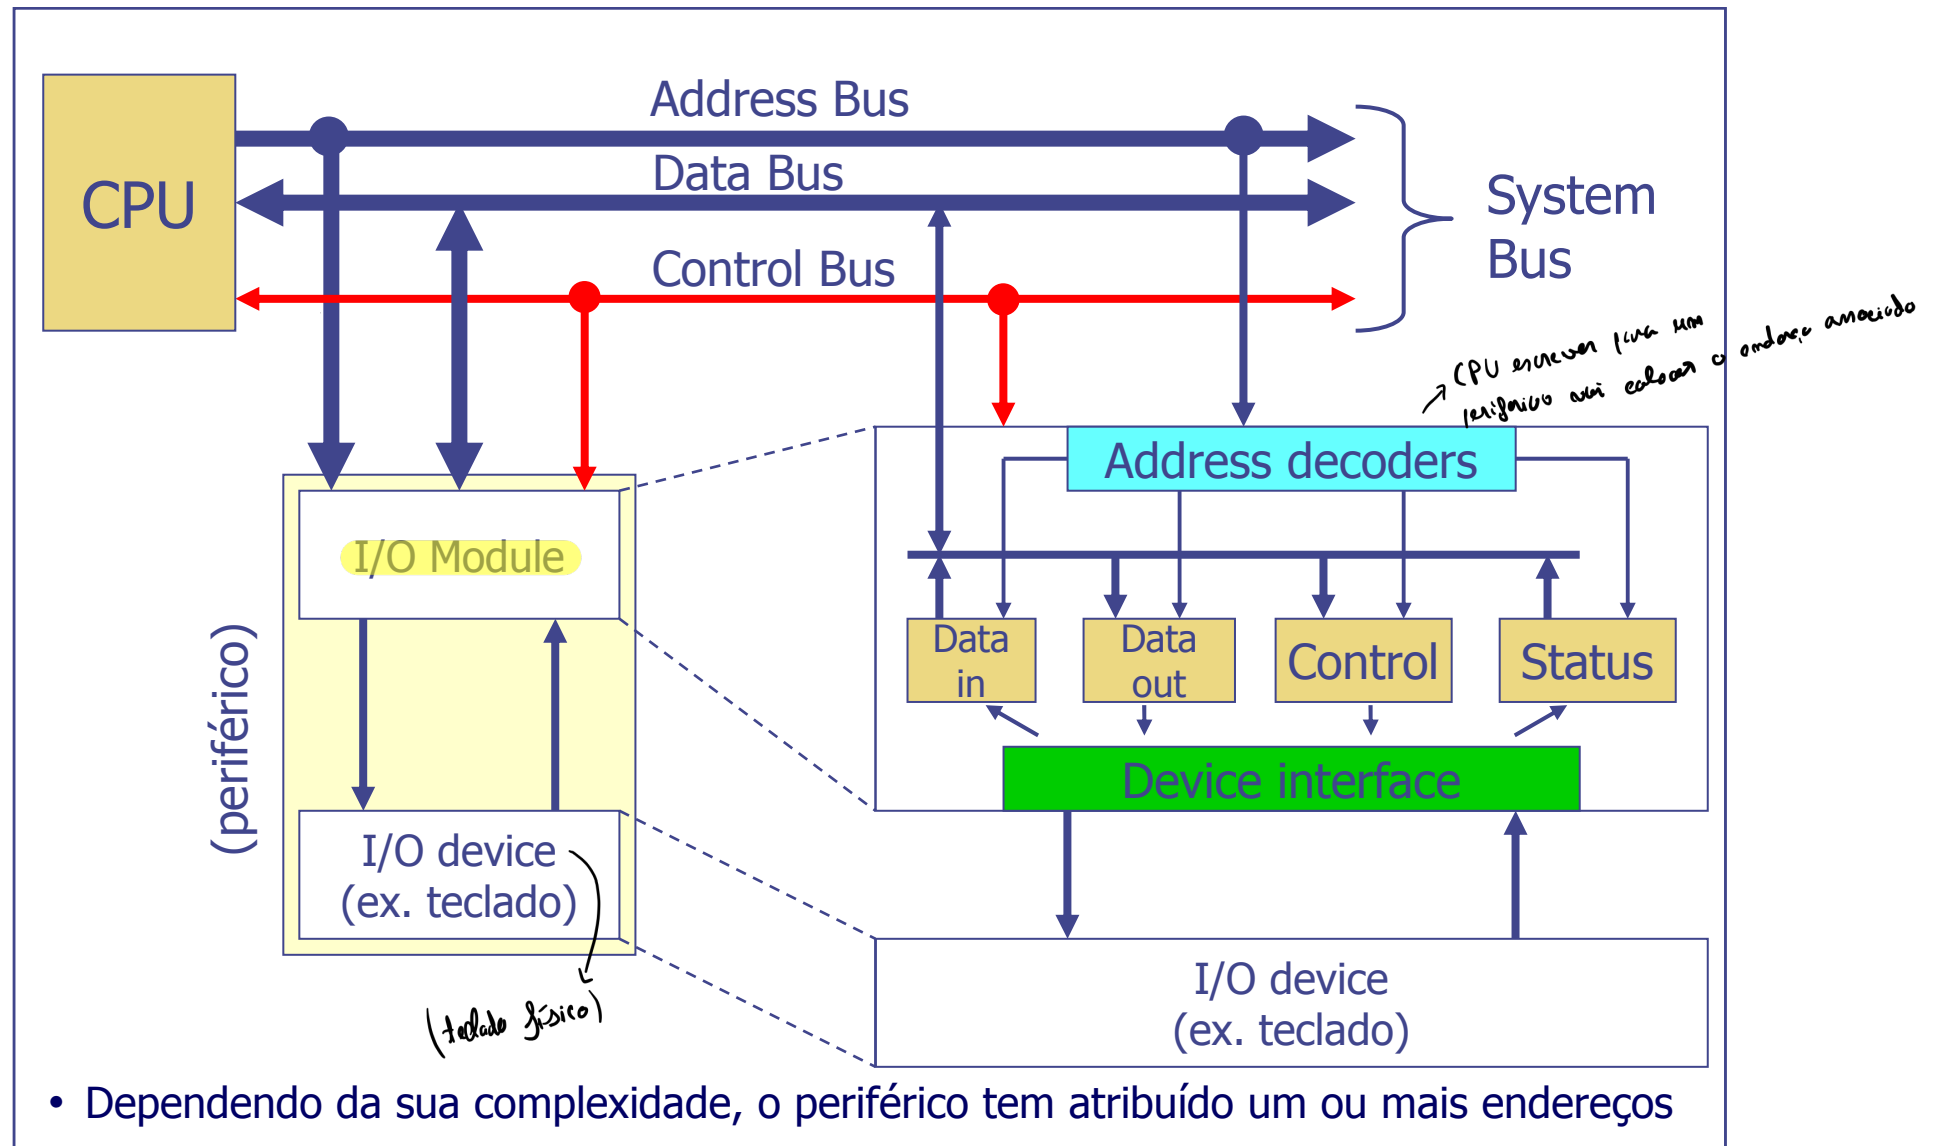 Address Bus
Data Bus
Control Bus
CPU
System
Bus
CPU escrever para um
periférico vai colocar o endereço associado
Address decoders
I/O Module
Data
in
Data
out
Control
Status
(periférico)
Device interface
I/O device
(ex. teclado)
(teclado físico)
I/O device
(ex. teclado)
• Dependendo da sua complexidade, o periférico tem atribuído um ou mais endereços